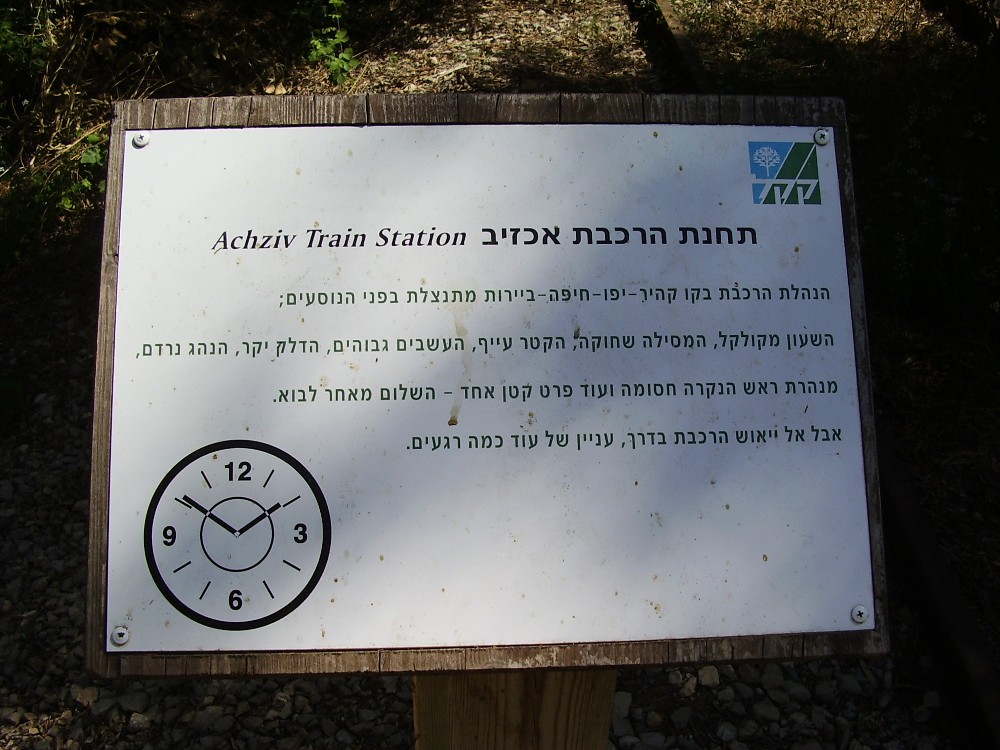 קק"ל
תחנת הרכבת אכזיב Achziv Train Station
הנהלת הרכבת בקו קהיר-יפו-חיפה-ביירות מתנצלת בפני הנוסעים;
השעון מקולקל, המסילה שחוקה, הקטר עייף, העשבים גבוהים, הדלק יקר, הנהג נרדם,
מנהרת ראש הנקרה חסומה ועוד פרט קטן אחד - השלום מאחר לבוא.
אבל אל ייאוש הרכבת בדרך, עניין של עוד כמה רגעים.
12
9 3
6